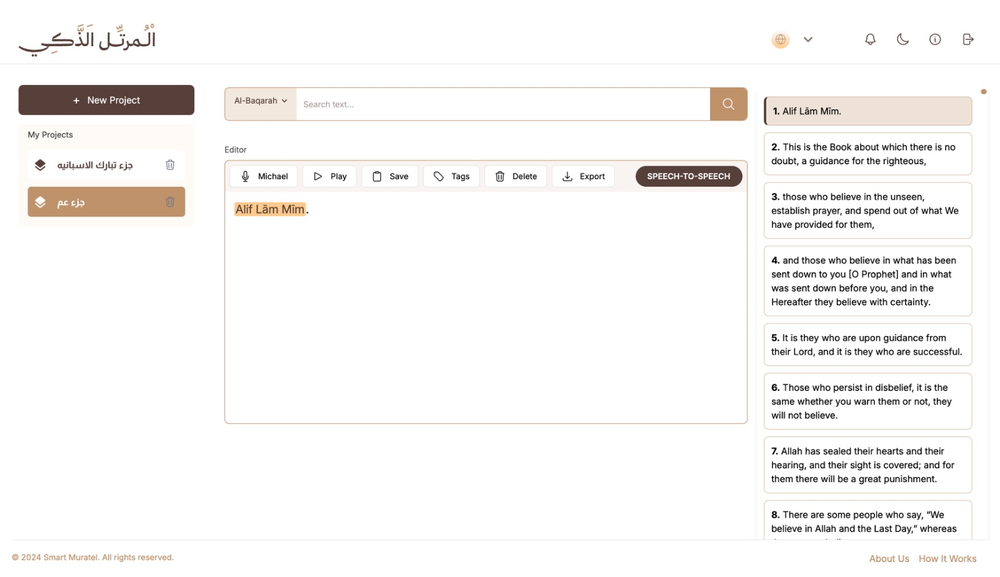 الْمرتِّل الذَّكِي
+ New Project
My Projects
جزء تبارك الاسبانيه
جزء عم
Al-Baqarah
Search text...
Editor
Michael
Play
Save
Tags
Delete
Export
SPEECH-TO-SPEECH
Alif Lām Mīm.
1. Alif Lām Mīm.
2. This is the Book about which there is no
doubt, a guidance for the righteous,
3. those who believe in the unseen,
establish prayer, and spend out of what We
have provided for them,
4. and those who believe in what has been
sent down to you [O Prophet] and in what
was sent down before you, and in the
Hereafter they believe with certainty.
5. It is they who are upon guidance from
their Lord, and it is they who are successful.
6. Those who persist in disbelief, it is the
same whether you warn them or not, they
will not believe.
7. Allah has sealed their hearts and their
hearing, and their sight is covered; and for
them there will be a great punishment.
8. There are some people who say, “We
believe in Allah and the Last Day,” whereas
© 2024 Smart Muratel. All rights reserved.
About Us
How It Works